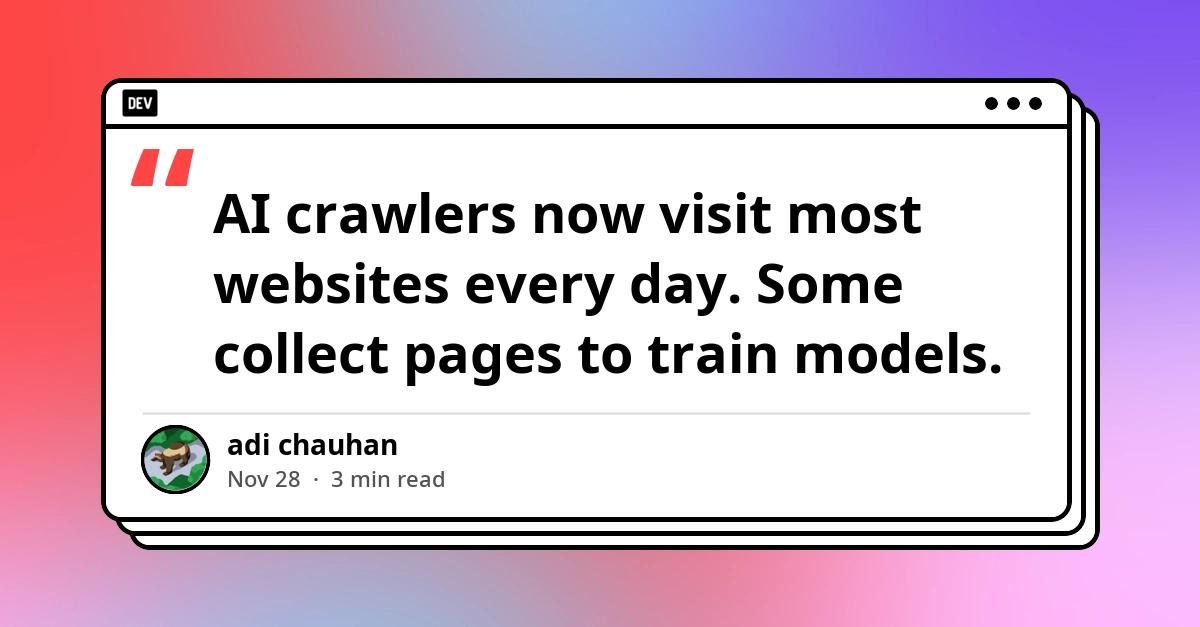 DEV
“
AI crawlers now visit most
websites every day. Some
collect pages to train models.
adi chauhan
Nov 28 · 3 min read